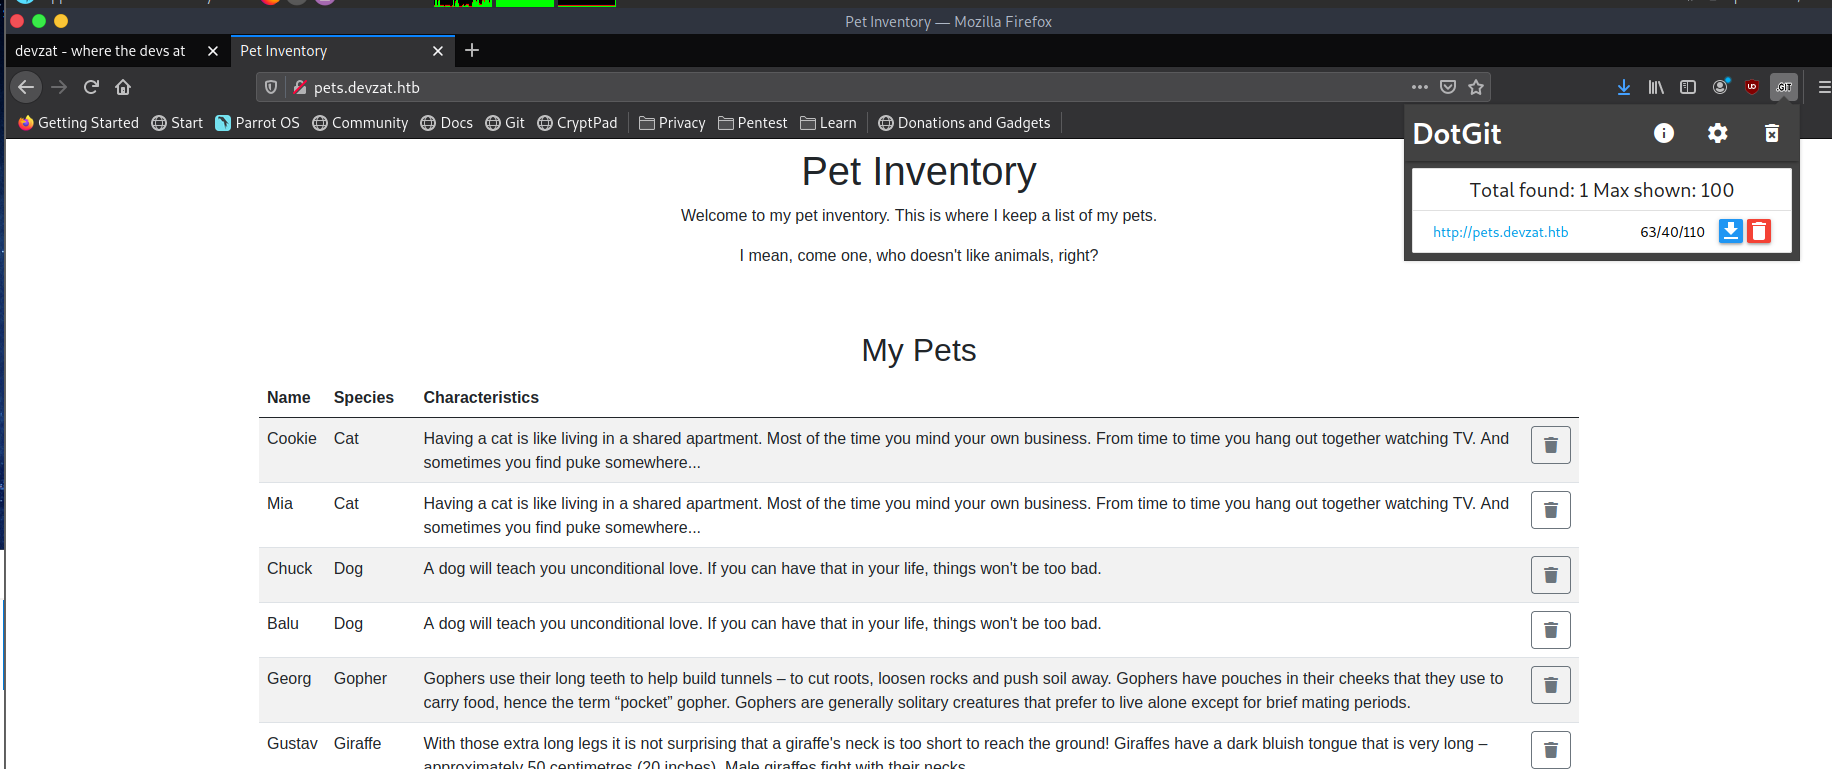 Pet Inventory — Mozilla Firefox
devzat - where the devs at
Pet Inventory
pets.devzat.htb
Getting Started Start Parrot OS Community Docs Git CryptPad Privacy Pentest Learn Donations and Gadgets
.GIT
DotGit
Total found: 1 Max shown: 100
http://pets.devzat.htb 63/40/110
Pet Inventory
Welcome to my pet inventory. This is where I keep a list of my pets.
I mean, come one, who doesn't like animals, right?
My Pets
Name Species Characteristics
Cookie Cat Having a cat is like living in a shared apartment. Most of the time you mind your own business. From time to time you hang out together watching TV. And
sometimes you find puke somewhere...
Mia Cat Having a cat is like living in a shared apartment. Most of the time you mind your own business. From time to time you hang out together watching TV. And
sometimes you find puke somewhere...
Chuck Dog A dog will teach you unconditional love. If you can have that in your life, things won't be too bad.
Balu Dog A dog will teach you unconditional love. If you can have that in your life, things won't be too bad.
Georg Gopher Gophers use their long teeth to help build tunnels – to cut roots, loosen rocks and push soil away. Gophers have pouches in their cheeks that they use to
carry food, hence the term “pocket” gopher. Gophers are generally solitary creatures that prefer to live alone except for brief mating periods.
Gustav Giraffe With those extra long legs it is not surprising that a giraffe's neck is too short to reach the ground! Giraffes have a dark bluish tongue that is very long –
approximately 50 centimetres (20 inches). Male giraffes fight with their necks.